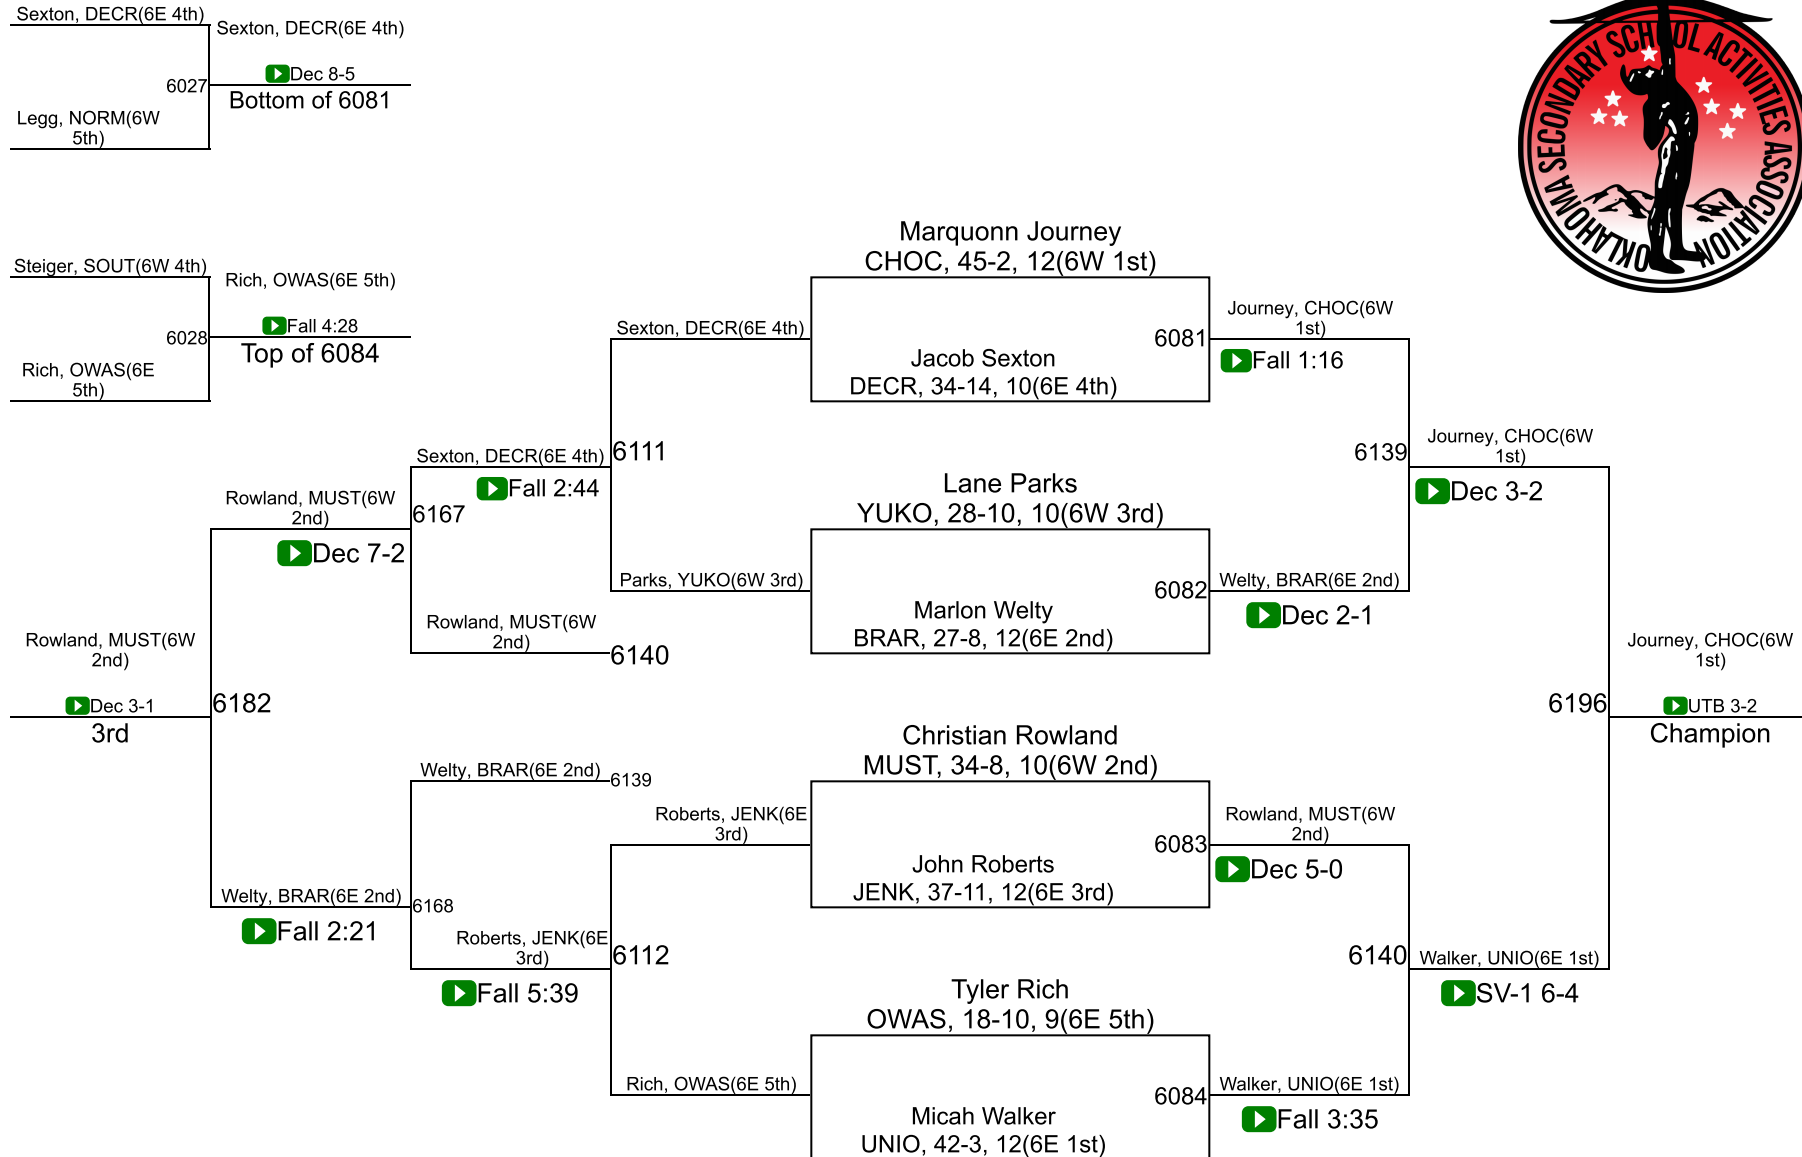 Sexton, DECR(6E 4th)
Sexton, DECR(6E 4th)
6027
Dec 8-5
Bottom of 6081
Legg, NORM(6W
5th)
OKLAHOMA SECONDARY SCHOOL ACTIVITIES ASSOCIATION
Steiger, SOUT(6W 4th)
Rich, OWAS(6E 5th)
6028
Fall 4:28
Top of 6084
Rich, OWAS(6E
5th)
Marquonn Journey
CHOC, 45-2, 12(6W 1st)
Sexton, DECR(6E 4th)
6081
Journey, CHOC(6W
1st)
Fall 1:16
Jacob Sexton
DECR, 34-14, 10(6E 4th)
Sexton, DECR(6E 4th)
6111
Fall 2:44
6139
Journey, CHOC(6W
1st)
Dec 3-2
Rowland, MUST(6W
2nd)
6167
Dec 7-2
Lane Parks
YUKO, 28-10, 10(6W 3rd)
Parks, YUKO(6W 3rd)
6082
Welty, BRAR(6E 2nd)
Dec 2-1
Marlon Welty
BRAR, 27-8, 12(6E 2nd)
Rowland, MUST(6W
2nd)
6140
Rowland, MUST(6W
2nd)
6182
Dec 3-1
3rd
Journey, CHOC(6W
1st)
6196
UTB 3-2
Champion
Christian Rowland
MUST, 34-8, 10(6W 2nd)
Welty, BRAR(6E 2nd)
6139
Roberts, JENK(6E
3rd)
6083
Rowland, MUST(6W
2nd)
Dec 5-0
John Roberts
JENK, 37-11, 12(6E 3rd)
Welty, BRAR(6E 2nd)
6168
Fall 2:21
Roberts, JENK(6E
3rd)
6112
Fall 5:39
6140
Walker, UNIO(6E 1st)
SV-1 6-4
Tyler Rich
OWAS, 18-10, 9(6E 5th)
Rich, OWAS(6E 5th)
6084
Walker, UNIO(6E 1st)
Fall 3:35
Micah Walker
UNIO, 42-3, 12(6E 1st)